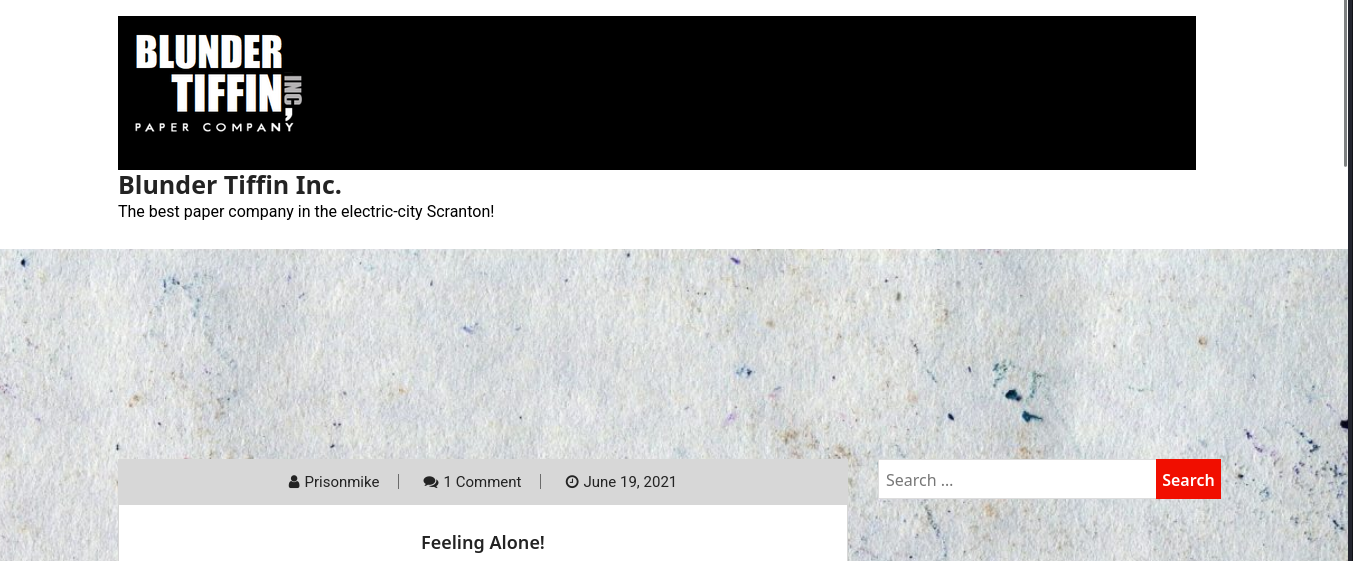 BLUNDER
TIFFIN, INC
PAPER COMPANY
Blunder Tiffin Inc.
The best paper company in the electric-city Scranton!
Prisonmike 1 Comment June 19, 2021
Search ... Search
Feeling Alone!